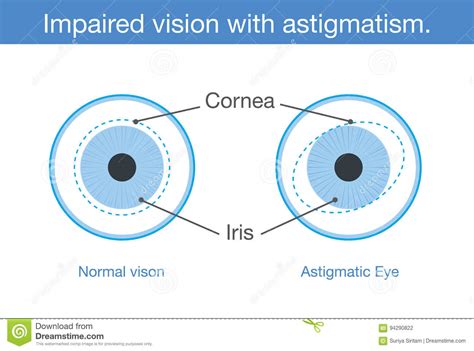 Impaired vision with astigmatism.
Cornea
Iris
Normal vison
Astigmatic Eye
Download from
Dreamstime.com
This watermarked comp image is for previewing purposes only.
94290822
Suriya Siritam | Dreamstime.com